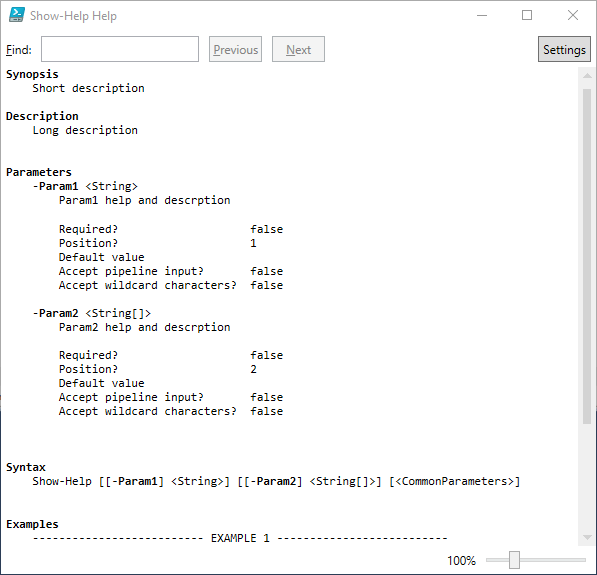 Show-Help Help
Find: Previous Next Settings
Synopsis
Short description
Description
Long description
Parameters
-Param1 <String>
Param1 help and descrption
Required? false
Position? 1
Default value
Accept pipeline input? false
Accept wildcard characters? false
-Param2 <String[]>
Param2 help and descrption
Required? false
Position? 2
Default value
Accept pipeline input? false
Accept wildcard characters? false
Syntax
Show-Help [[-Param1] <String>] [[-Param2] <String[]>] [<CommonParameters>]
Examples
-------------------------- EXAMPLE 1 --------------------------
100%